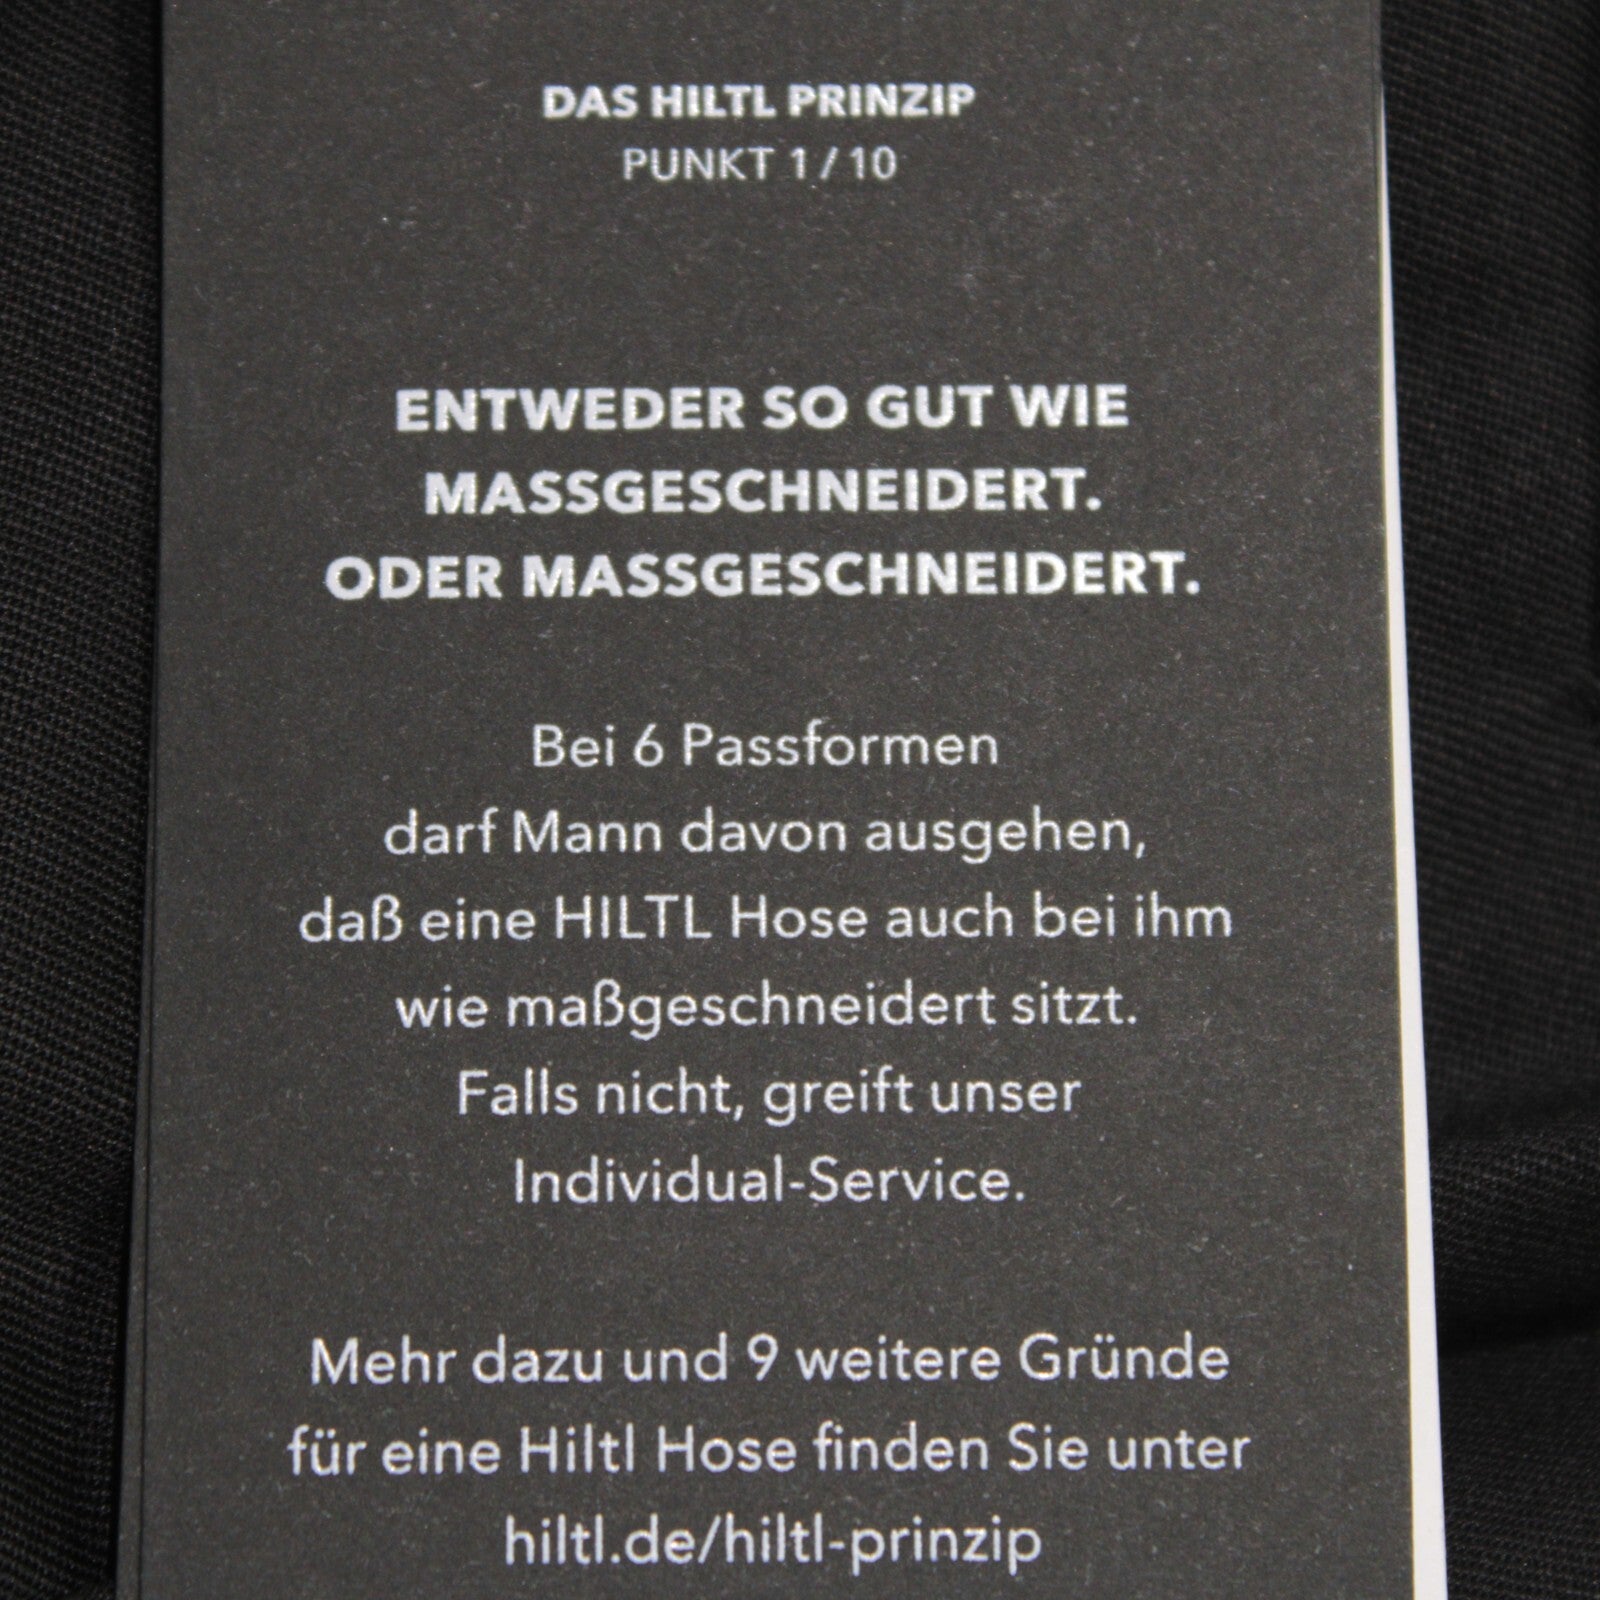 DAS HILTL PRINZIP
PUNKT 1 / 10
ENTWEDER SO GUT WIE
MASSGESCHNEIDERT.
ODER MASSGESCHNEIDERT.
Bei 6 Passformen
darf Mann davon ausgehen,
daß eine HILTL Hose auch bei ihm
wie maßgeschneidert sitzt.
Falls nicht, greift unser
Individual-Service.
Mehr dazu und 9 weitere Gründe
für eine Hiltl Hose finden Sie unter
hiltl.de/hiltl-prinzip